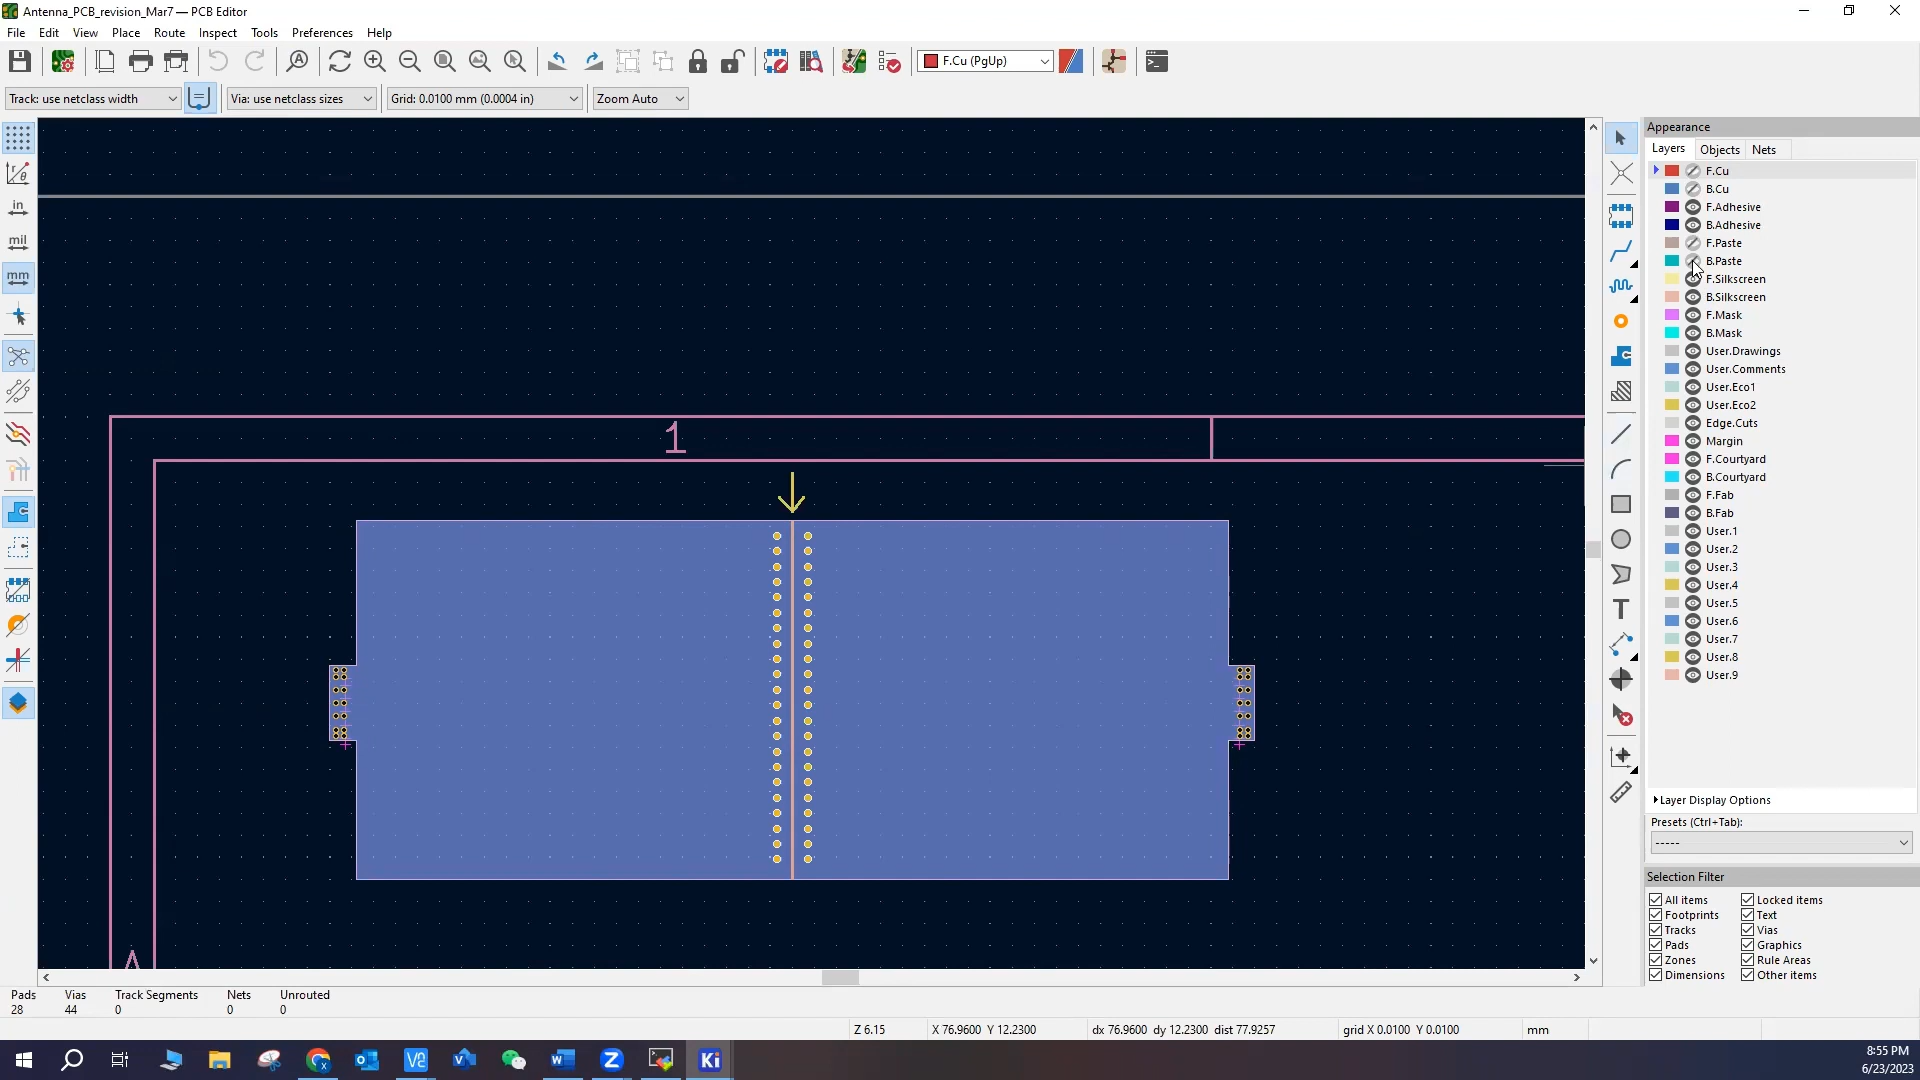 Antenna_PCB_revision_Mar7 — PCB Editor
File Edit View Place Route Inspect Tools Preferences Help
F.Cu (PgUp)
Track: use netclass width
Via: use netclass sizes
Grid: 0.0100 mm (0.0004 in)
Zoom Auto
in
mil
mm
1
A
Appearance
Layers Objects Nets
F.Cu
B.Cu
F.Adhesive
B.Adhesive
F.Paste
B.Paste
F.Silkscreen
B.Silkscreen
F.Mask
B.Mask
User.Drawings
User.Comments
User.Eco1
User.Eco2
Edge.Cuts
Margin
F.Courtyard
B.Courtyard
F.Fab
B.Fab
User.1
User.2
User.3
User.4
User.5
User.6
User.7
User.8
User.9
Layer Display Options
Presets (Ctrl+Tab):
-----
Selection Filter
All items Locked items
Footprints Text
Tracks Vias
Pads Graphics
Zones Rule Areas
Dimensions Other items
Pads Vias Track Segments Nets Unrouted
28 44 0 0 0
Z 6.15 X 76.9600 Y 12.2300 dx 76.9600 dy 12.2300 dist 77.9257 grid X 0.0100 Y 0.0100 mm
8:55 PM
6/23/2023